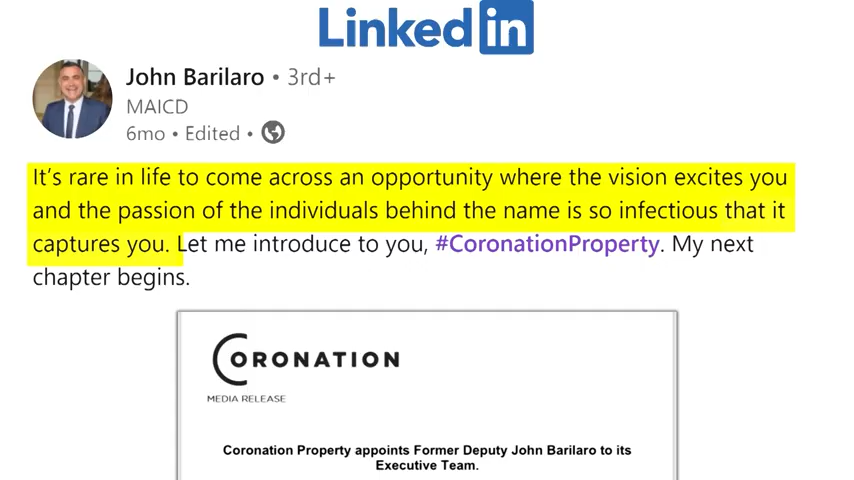 LinkedIn
John Barilaro • 3rd+
MAICD
6mo • Edited •
It's rare in life to come across an opportunity where the vision excites you
and the passion of the individuals behind the name is so infectious that it
captures you. Let me introduce to you, #CoronationProperty. My next
chapter begins.
CORONATION
MEDIA RELEASE
Coronation Property appoints Former Deputy John Barilaro to its
Executive Team.